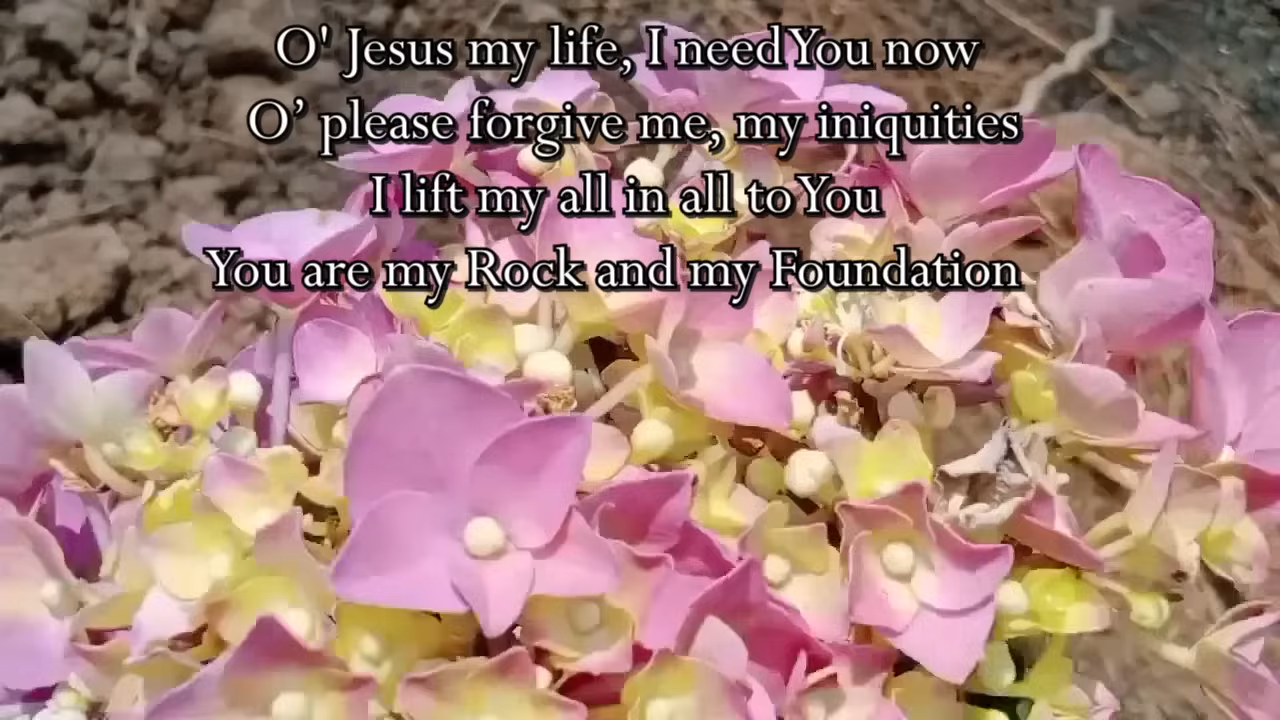 O' Jesus my life, I need You now
O’ please forgive me, my iniquities
I lift my all in all to You
You are my Rock and my Foundation